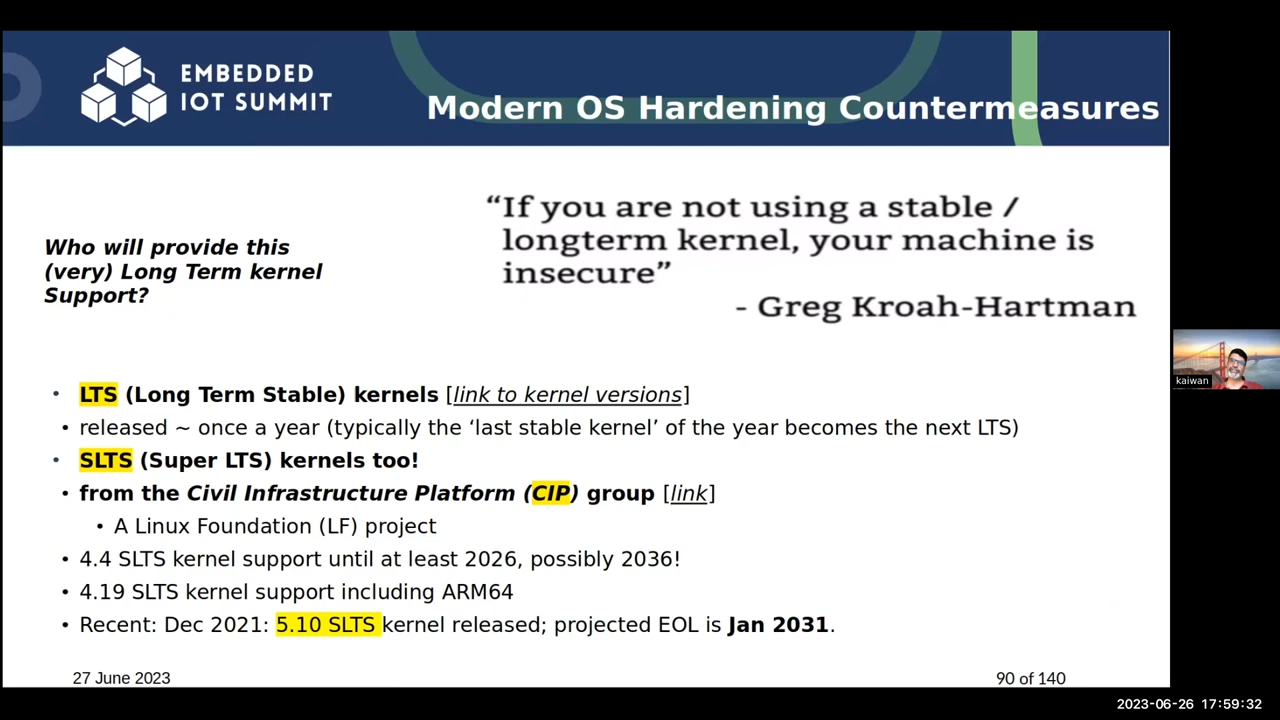 EMBEDDED
IOT SUMMIT
Modern OS Hardening Countermeasures
Who will provide this
(very) Long Term kernel
Support?
“If you are not using a stable /
longterm kernel, your machine is
insecure”
- Greg Kroah-Hartman
• LTS (Long Term Stable) kernels [link to kernel versions]
• released ~ once a year (typically the ‘last stable kernel’ of the year becomes the next LTS)
• SLTS (Super LTS) kernels too!
• from the Civil Infrastructure Platform (CIP) group [link]
• A Linux Foundation (LF) project
• 4.4 SLTS kernel support until at least 2026, possibly 2036!
• 4.19 SLTS kernel support including ARM64
• Recent: Dec 2021: 5.10 SLTS kernel released; projected EOL is Jan 2031.
27 June 2023
90 of 140
kaiwan
2023-06-26 17:59:32